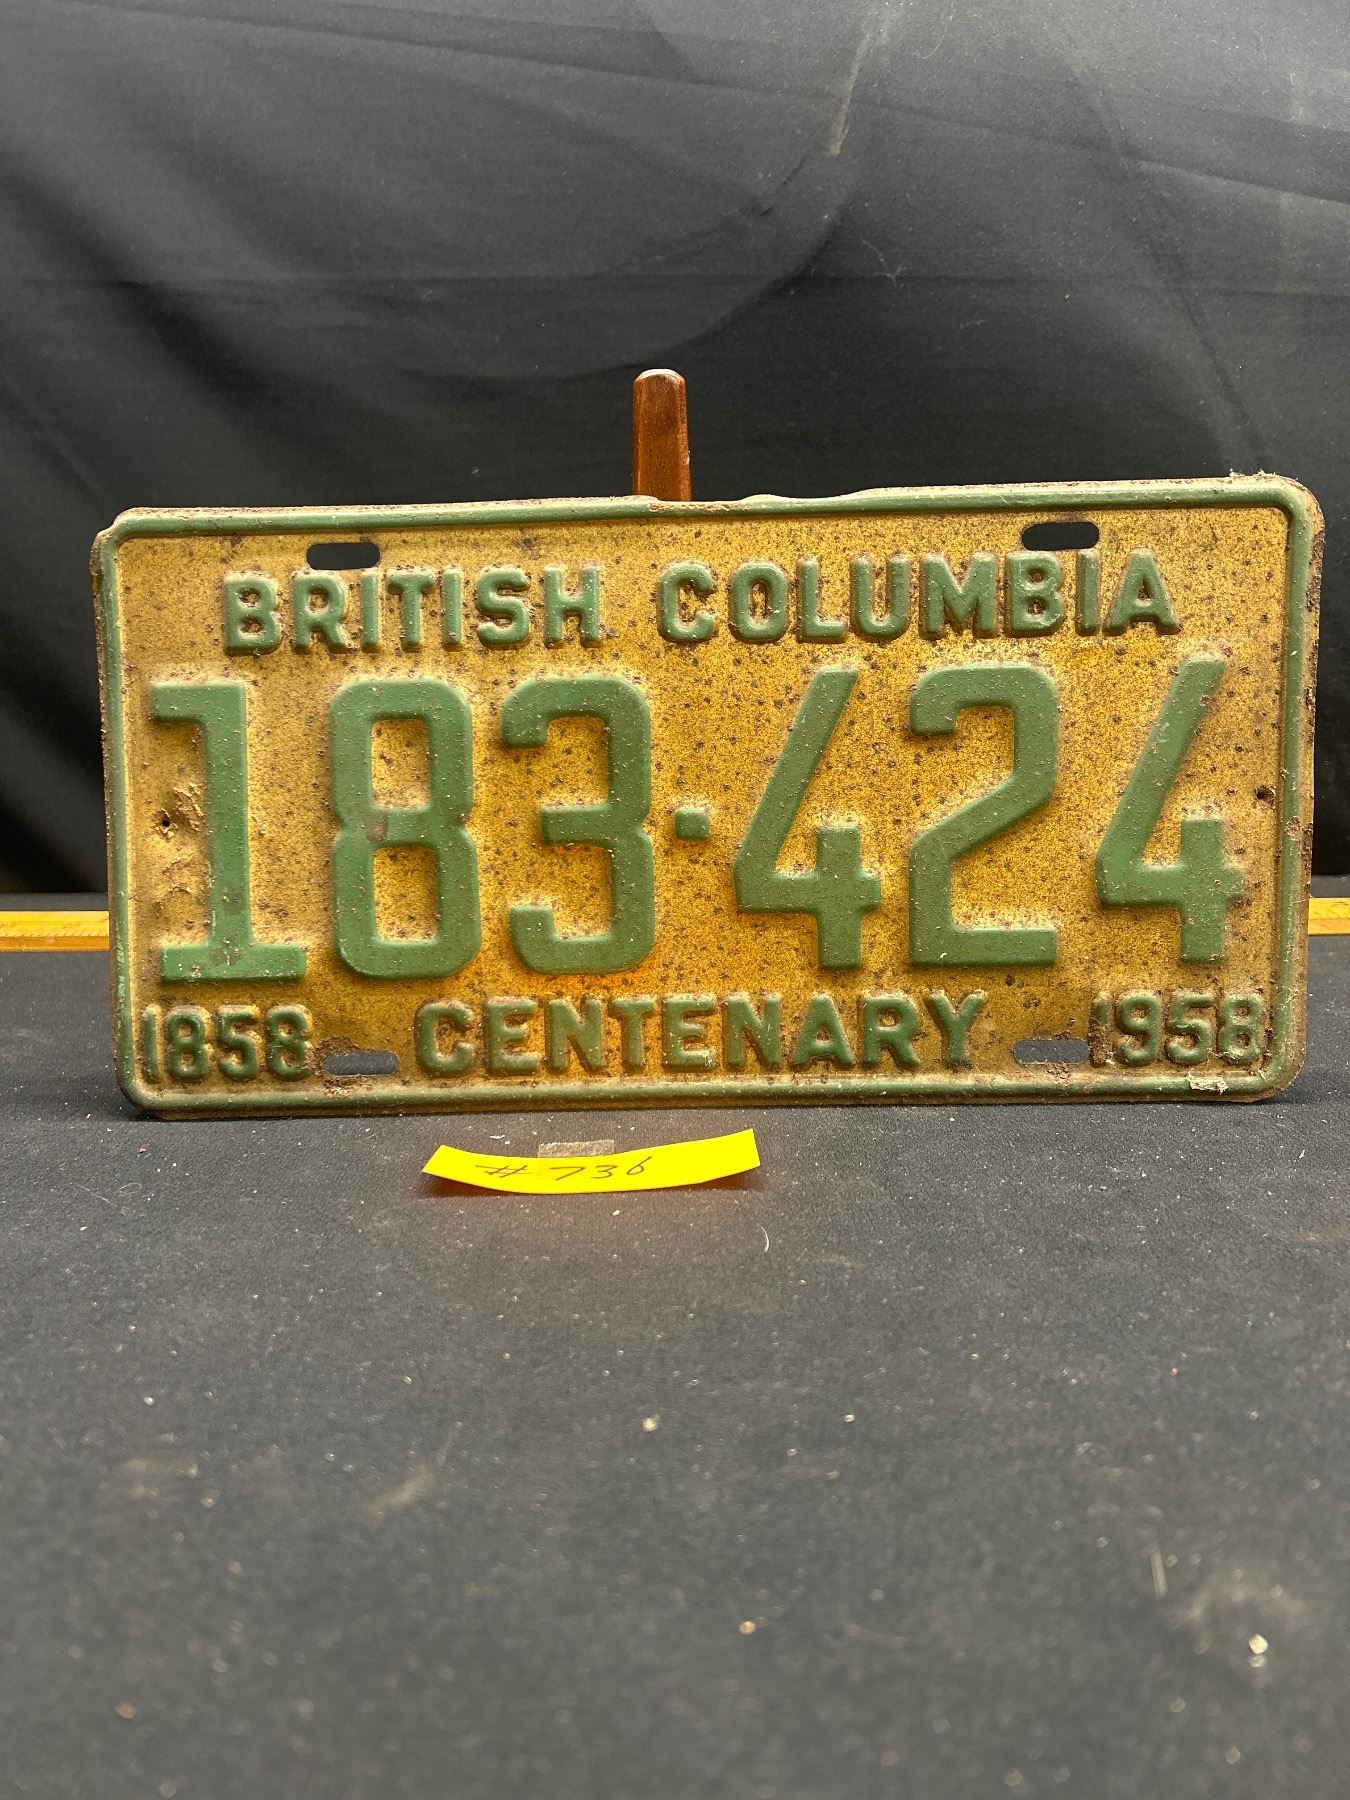 BRITISH COLUMBIA
183·424
1858 CENTENARY 1958
# 736